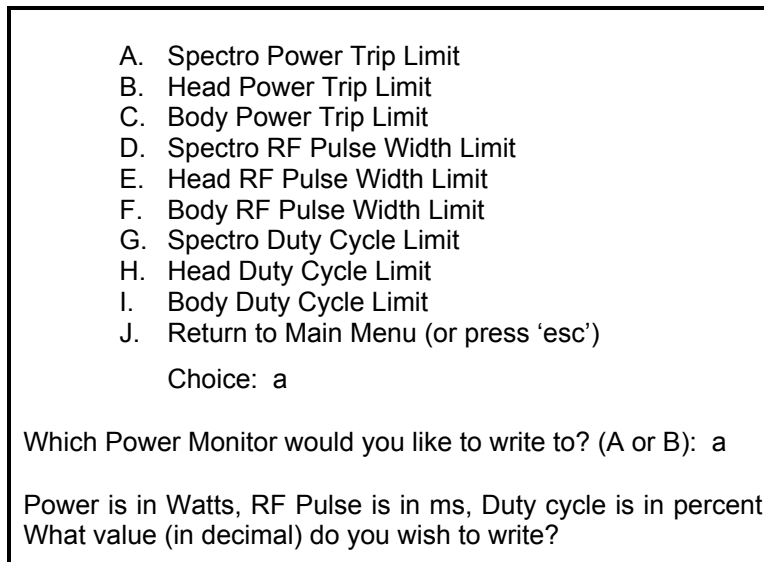 A. Spectro Power Trip Limit
B. Head Power Trip Limit
C. Body Power Trip Limit
D. Spectro RF Pulse Width Limit
E. Head RF Pulse Width Limit
F. Body RF Pulse Width Limit
G. Spectro Duty Cycle Limit
H. Head Duty Cycle Limit
I. Body Duty Cycle Limit
J. Return to Main Menu (or press ‘esc’)
Choice: a
Which Power Monitor would you like to write to? (A or B): a
Power is in Watts, RF Pulse is in ms, Duty cycle is in percent
What value (in decimal) do you wish to write?